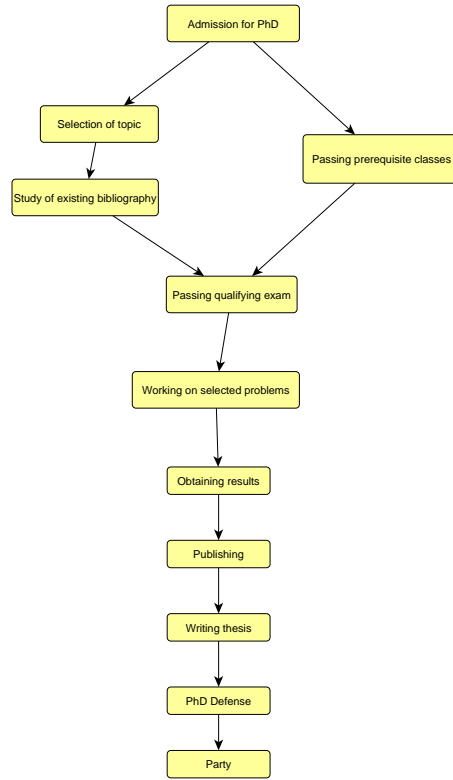 Admission for PhD
Selection of topic
Passing prerequisite classes
Study of existing bibliography
Passing qualifying exam
Working on selected problems
Obtaining results
Publishing
Writing thesis
PhD Defense
Party